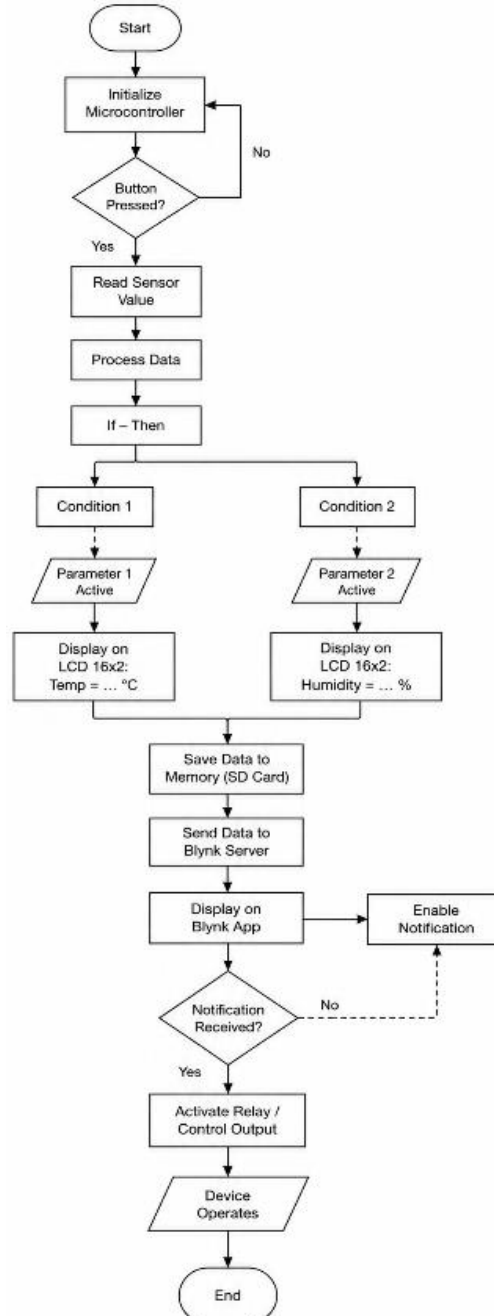 Start
Initialize
Microcontroller
No
Button
Pressed?
Yes
Read Sensor
Value
Process Data
If – Then
Condition 1
Condition 2
Parameter 1
Active
Parameter 2
Active
Display on
LCD 16x2:
Temp = ... °C
Display on
LCD 16x2:
Humidity = ... %
Save Data to
Memory (SD Card)
Send Data to
Blynk Server
Display on
Blynk App
Enable
Notification
Notification
Received?
No
Yes
Activate Relay /
Control Output
Device
Operates
End